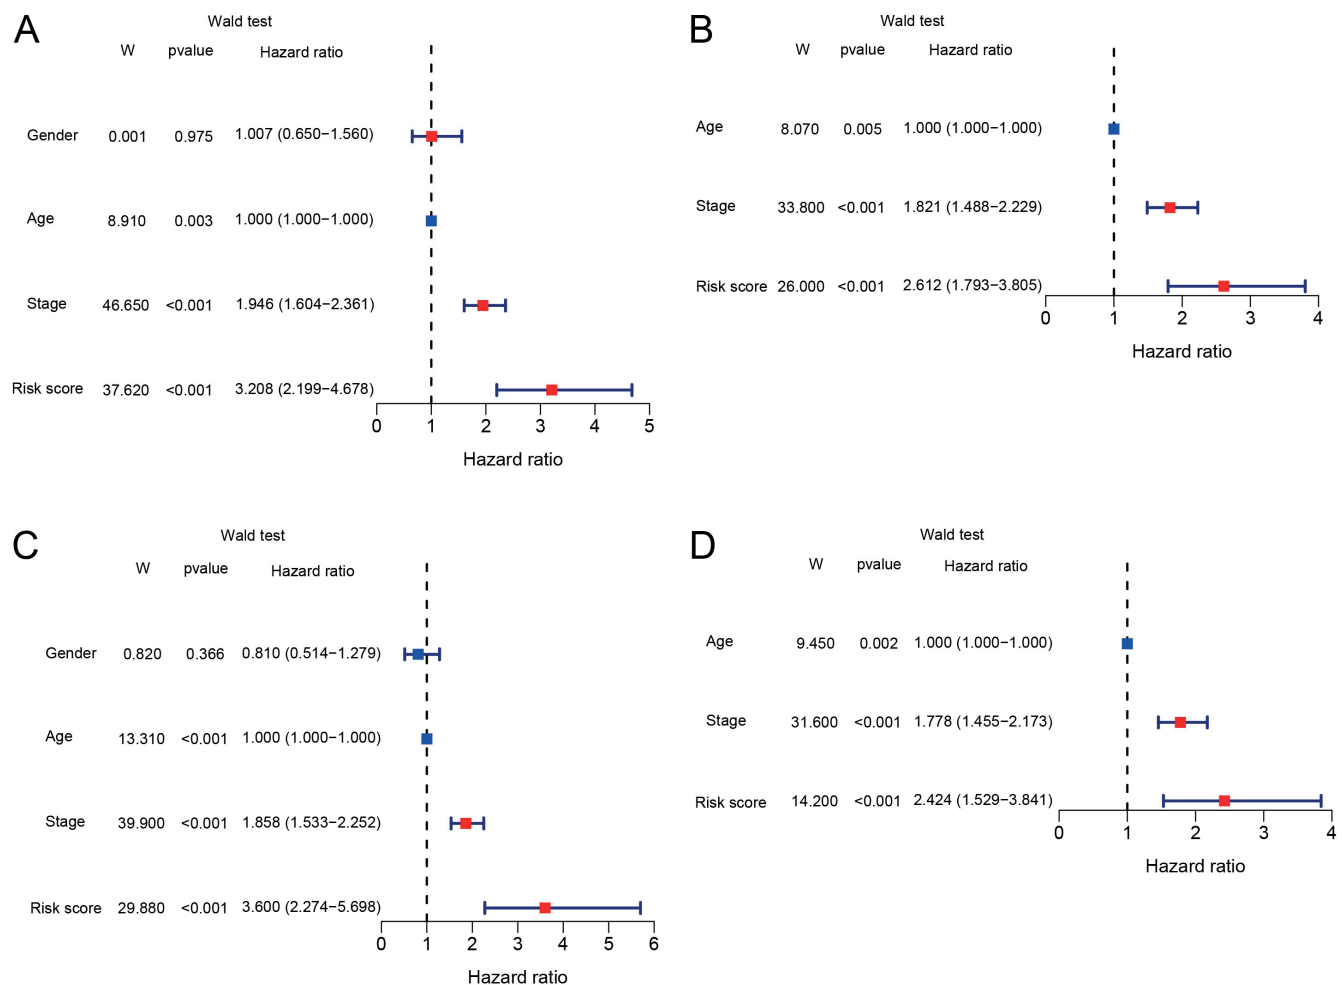 A
Wald test
W pvalue Hazard ratio
Gender 0.001 0.975 1.007 (0.650−1.560)
Age 8.910 0.003 1.000 (1.000−1.000)
Stage 46.650 <0.001 1.946 (1.604−2.361)
Risk score 37.620 <0.001 3.208 (2.199−4.678)
0 1 2 3 4 5
Hazard ratio
B
Wald test
W pvalue Hazard ratio
Age 8.070 0.005 1.000 (1.000−1.000)
Stage 33.800 <0.001 1.821 (1.488−2.229)
Risk score 26.000 <0.001 2.612 (1.793−3.805)
0 1 2 3 4
Hazard ratio
C
Wald test
W pvalue Hazard ratio
Gender 0.820 0.366 0.810 (0.514−1.279)
Age 13.310 <0.001 1.000 (1.000−1.000)
Stage 39.900 <0.001 1.858 (1.533−2.252)
Risk score 29.880 <0.001 3.600 (2.274−5.698)
0 1 2 3 4 5 6
Hazard ratio
D
Wald test
W pvalue Hazard ratio
Age 9.450 0.002 1.000 (1.000−1.000)
Stage 31.600 <0.001 1.778 (1.455−2.173)
Risk score 14.200 <0.001 2.424 (1.529−3.841)
0 1 2 3 4
Hazard ratio